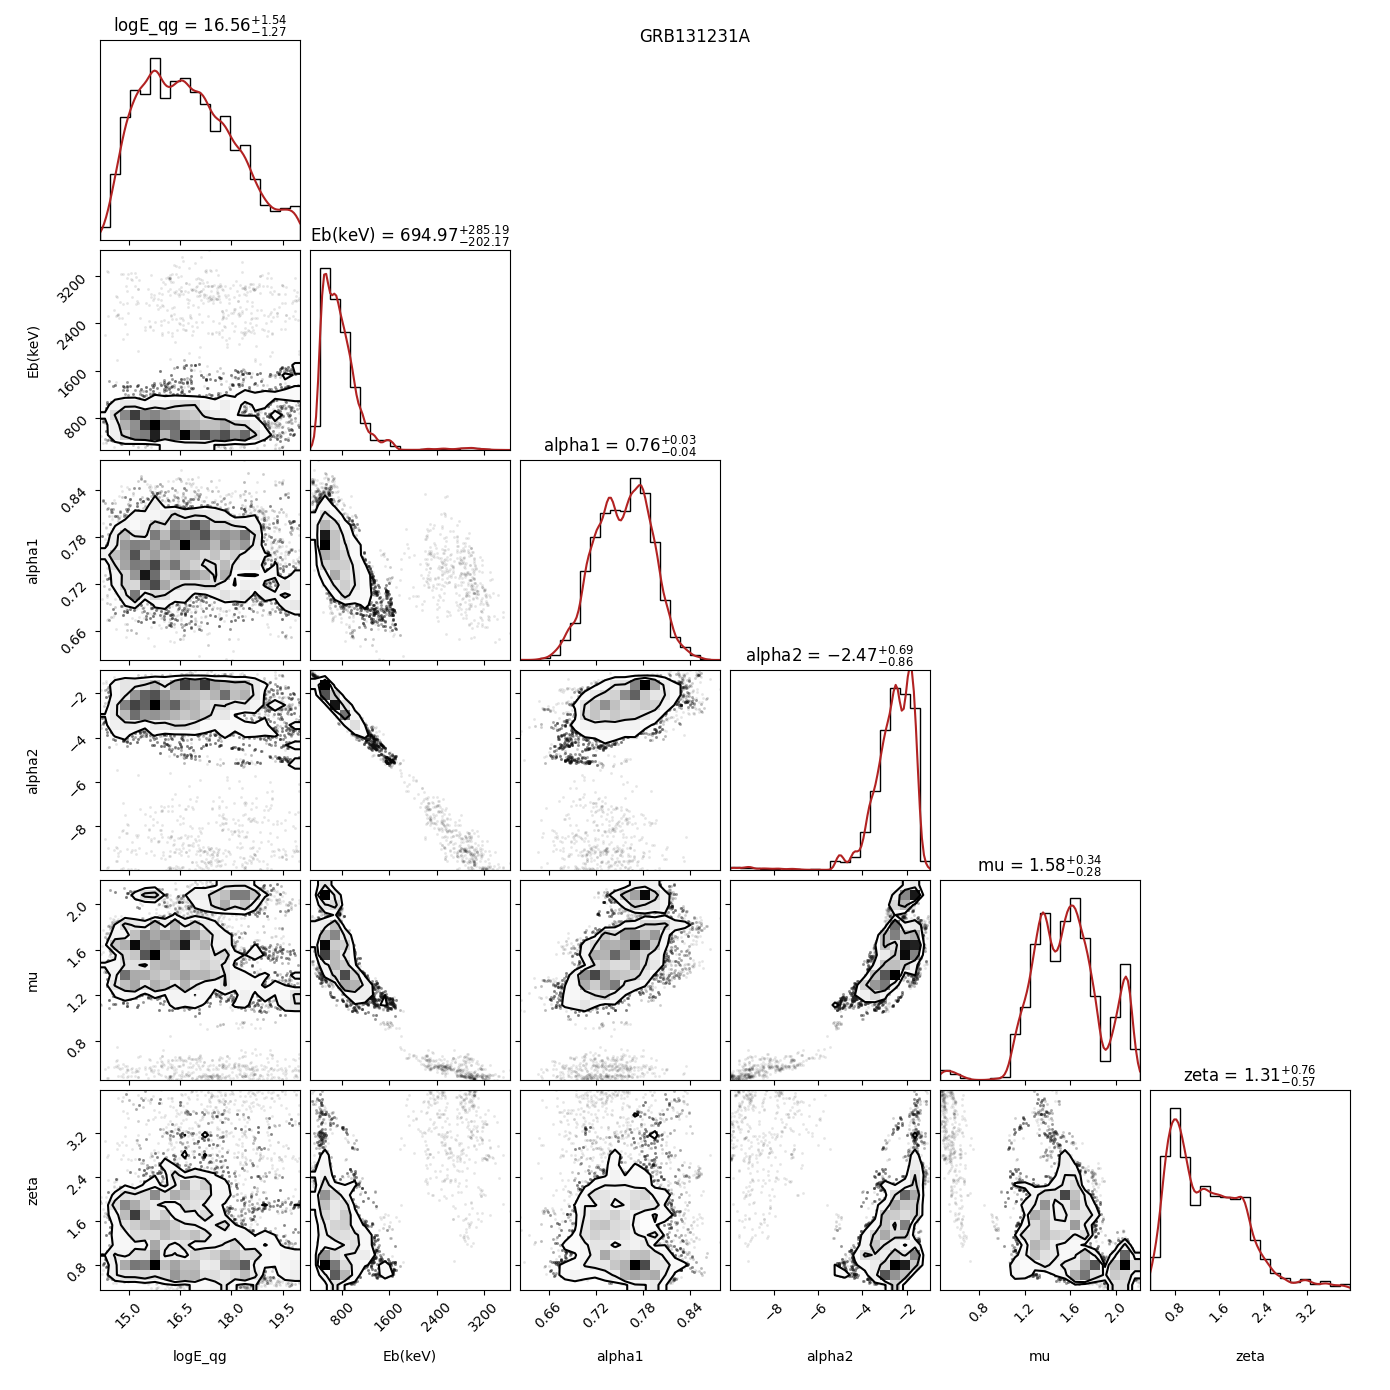 GRB131231A
logE_qg = 16.56+1.54−1.27
Eb(keV) = 694.97+285.19−202.17
3200
2400
1600
800
Eb(keV)
alpha1 = 0.76+0.03−0.04
0.84
0.78
0.72
0.66
alpha1
alpha2 = −2.47+0.69−0.86
−2
−4
−6
−8
alpha2
mu = 1.58+0.34−0.28
2.0
1.6
1.2
0.8
mu
zeta = 1.31+0.76−0.57
3.2
2.4
1.6
0.8
zeta
15.0 16.5 18.0 19.5 800 1600 2400 3200 0.66 0.72 0.78 0.84 −8 −6 −4 −2 0.8 1.2 1.6 2.0 0.8 1.6 2.4 3.2
logE_qg Eb(keV) alpha1 alpha2 mu zeta